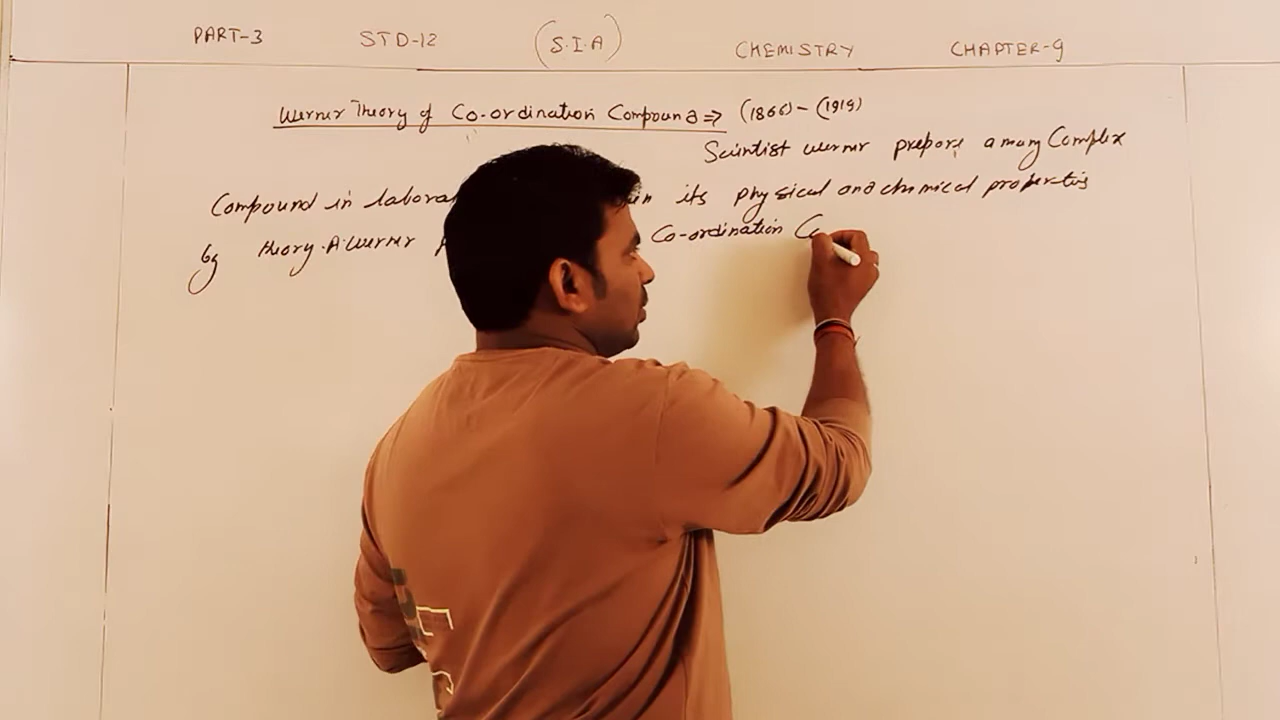 PART-3 STD-12 (S.I.A) CHEMISTRY CHAPTER-9
Werner Theory of Co-ordination Compound ⇒ (1866)-(1919)
Scientist werner prepare a many Complex
Compound in labora in its physical and chemical properties
by theory. A. Werner Co-ordination Co